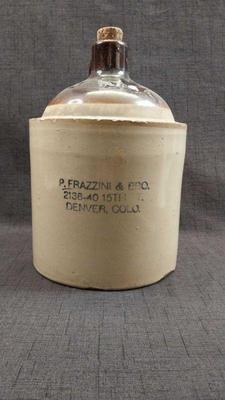 P. FRAZZINI & BRO.
2136-40 15TH
DENVER, COLO.